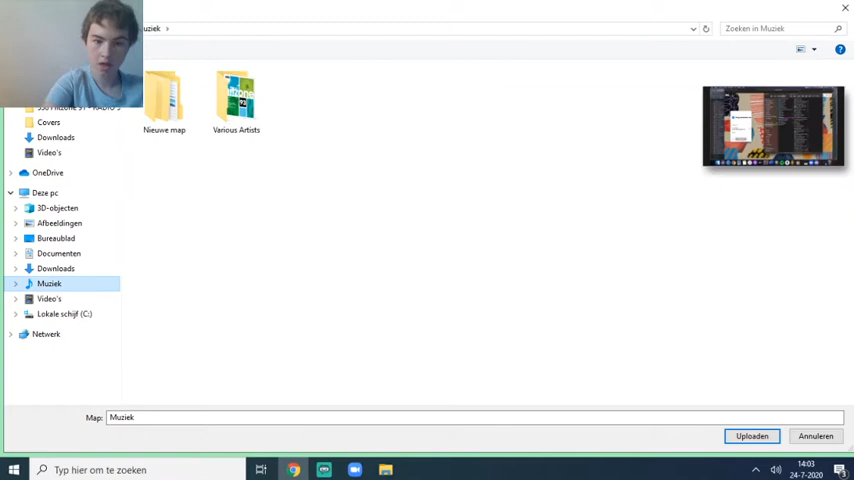 uziek >
Zoeken in Muziek
Covers
Downloads
Video's
OneDrive
Deze pc
3D-objecten
Afbeeldingen
Bureaublad
Documenten
Downloads
Muziek
Video's
Lokale schijf (C:)
Netwerk
Nieuwe map
Various Artists
93
Map: Muziek
Uploaden Annuleren
Typ hier om te zoeken
14:03
24-7-2020
3